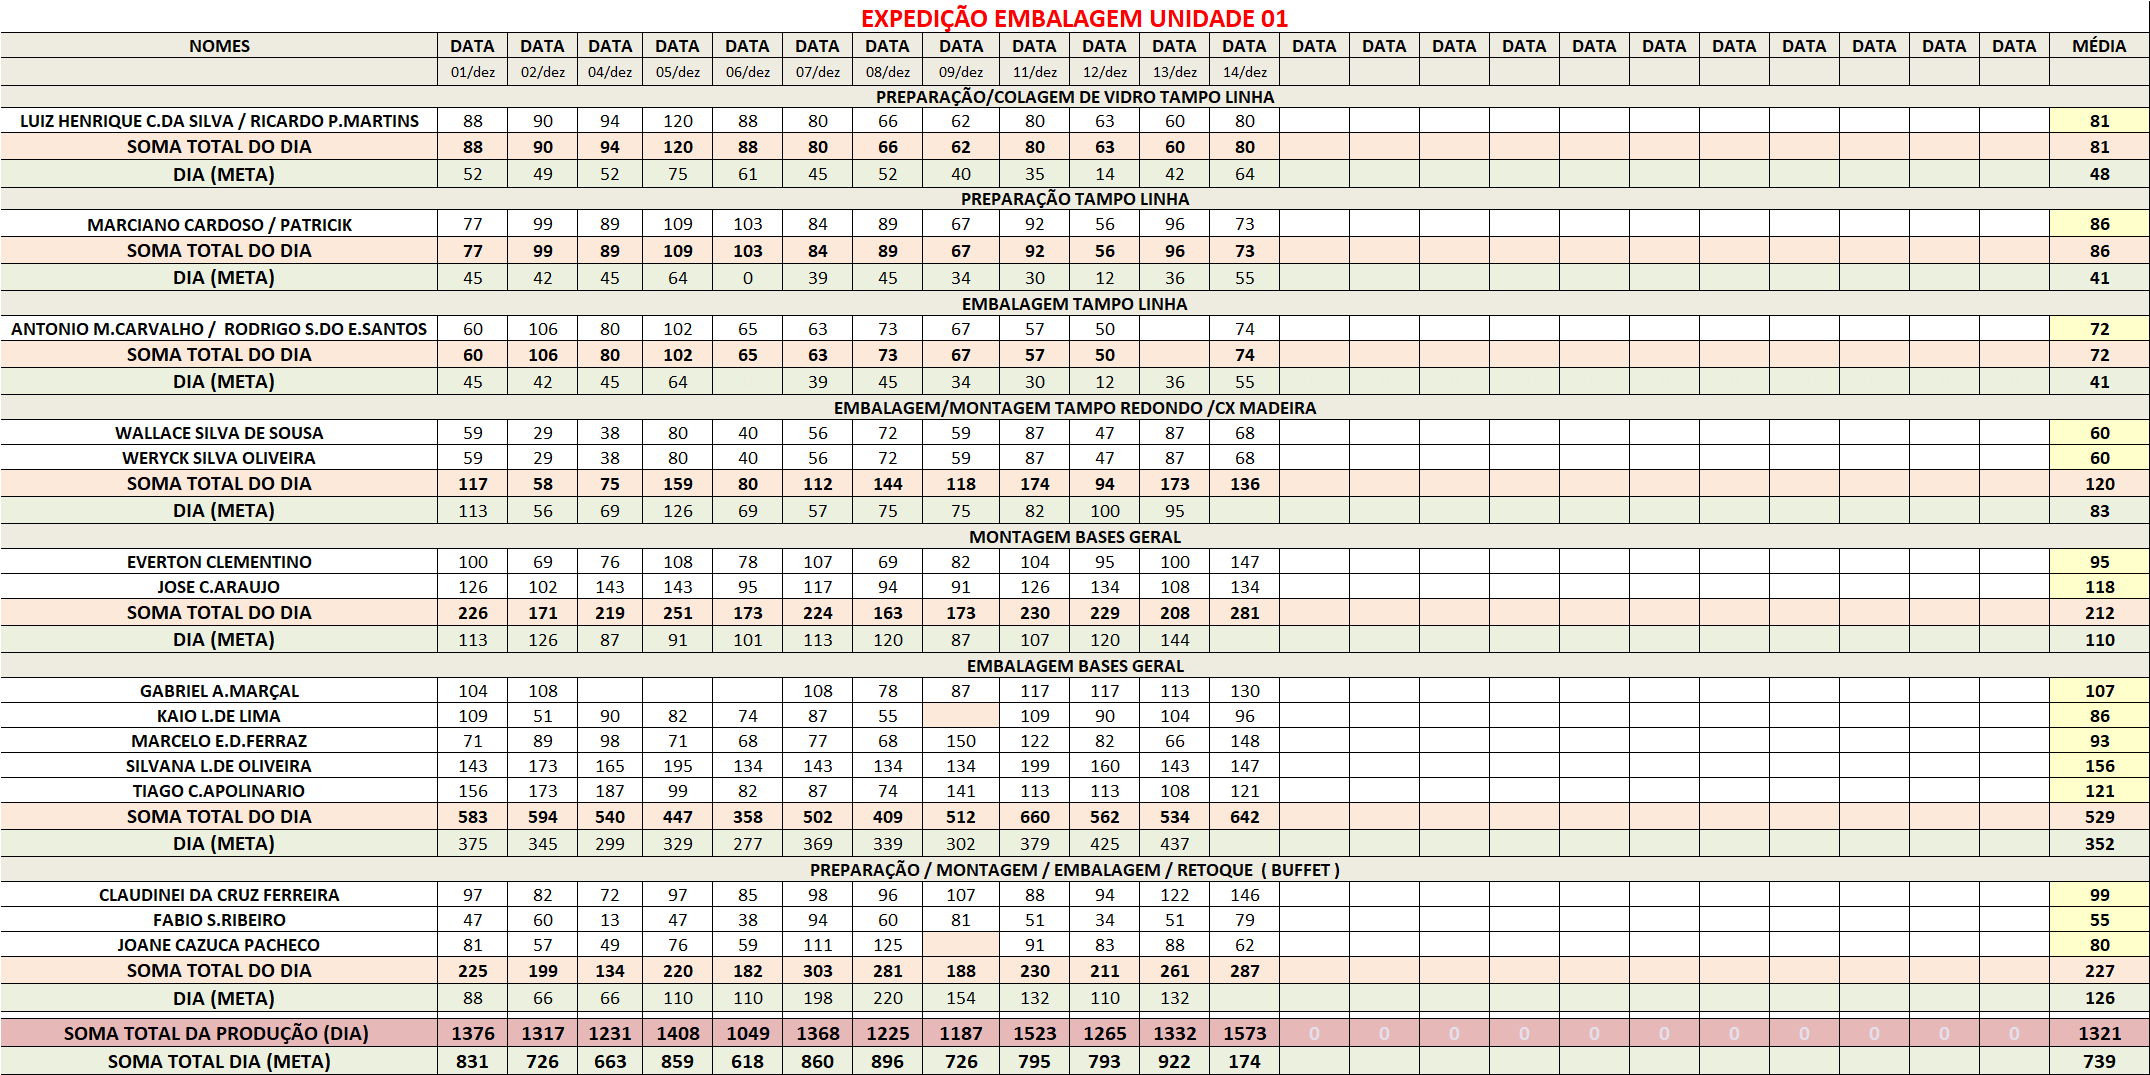 EXPEDIÇÃO EMBALAGEM UNIDADE 01
NOMES DATA DATA DATA DATA DATA DATA DATA DATA DATA DATA DATA DATA DATA DATA DATA DATA DATA DATA DATA DATA DATA DATA DATA MÉDIA
01/dez 02/dez 04/dez 05/dez 06/dez 07/dez 08/dez 09/dez 11/dez 12/dez 13/dez 14/dez
PREPARAÇÃO/COLAGEM DE VIDRO TAMPO LINHA
LUIZ HENRIQUE C.DA SILVA / RICARDO P.MARTINS 88 90 94 120 88 80 66 62 80 63 60 80 81
SOMA TOTAL DO DIA 88 90 94 120 88 80 66 62 80 63 60 80 81
DIA (META) 52 49 52 75 61 45 52 40 35 14 42 64 48
PREPARAÇÃO TAMPO LINHA
MARCIANO CARDOSO / PATRICIK 77 99 89 109 103 84 89 67 92 56 96 73 86
SOMA TOTAL DO DIA 77 99 89 109 103 84 89 67 92 56 96 73 86
DIA (META) 45 42 45 64 0 39 45 34 30 12 36 55 41
EMBALAGEM TAMPO LINHA
ANTONIO M.CARVALHO / RODRIGO S.DO E.SANTOS 60 106 80 102 65 63 73 67 57 50 74 72
SOMA TOTAL DO DIA 60 106 80 102 65 63 73 67 57 50 74 72
DIA (META) 45 42 45 64 39 45 34 30 12 36 55 41
EMBALAGEM/MONTAGEM TAMPO REDONDO /CX MADEIRA
WALLACE SILVA DE SOUSA 59 29 38 80 40 56 72 59 87 47 87 68 60
WERYCK SILVA OLIVEIRA 59 29 38 80 40 56 72 59 87 47 87 68 60
SOMA TOTAL DO DIA 117 58 75 159 80 112 144 118 174 94 173 136 120
DIA (META) 113 56 69 126 69 57 75 75 82 100 95 83
MONTAGEM BASES GERAL
EVERTON CLEMENTINO 100 69 76 108 78 107 69 82 104 95 100 147 95
JOSE C.ARAUJO 126 102 143 143 95 117 94 91 126 134 108 134 118
SOMA TOTAL DO DIA 226 171 219 251 173 224 163 173 230 229 208 281 212
DIA (META) 113 126 87 91 101 113 120 87 107 120 144 110
EMBALAGEM BASES GERAL
GABRIEL A.MARÇAL 104 108 108 78 87 117 117 113 130 107
KAIO L.DE LIMA 109 51 90 82 74 87 55 109 90 104 96 86
MARCELO E.D.FERRAZ 71 89 98 71 68 77 68 150 122 82 66 148 93
SILVANA L.DE OLIVEIRA 143 173 165 195 134 143 134 134 199 160 143 147 156
TIAGO C.APOLINARIO 156 173 187 99 82 87 74 141 113 113 108 121 121
SOMA TOTAL DO DIA 583 594 540 447 358 502 409 512 660 562 534 642 529
DIA (META) 375 345 299 329 277 369 339 302 379 425 437 352
PREPARAÇÃO / MONTAGEM / EMBALAGEM / RETOQUE ( BUFFET )
CLAUDINEI DA CRUZ FERREIRA 97 82 72 97 85 98 96 107 88 94 122 146 99
FABIO S.RIBEIRO 47 60 13 47 38 94 60 81 51 34 51 79 55
JOANE CAZUCA PACHECO 81 57 49 76 59 111 125 91 83 88 62 80
SOMA TOTAL DO DIA 225 199 134 220 182 303 281 188 230 211 261 287 227
DIA (META) 88 66 66 110 110 198 220 154 132 110 132 126
SOMA TOTAL DA PRODUÇÃO (DIA) 1376 1317 1231 1408 1049 1368 1225 1187 1523 1265 1332 1573 0 0 0 0 0 0 0 0 0 0 0 1321
SOMA TOTAL DIA (META) 831 726 663 859 618 860 896 726 795 793 922 174 739